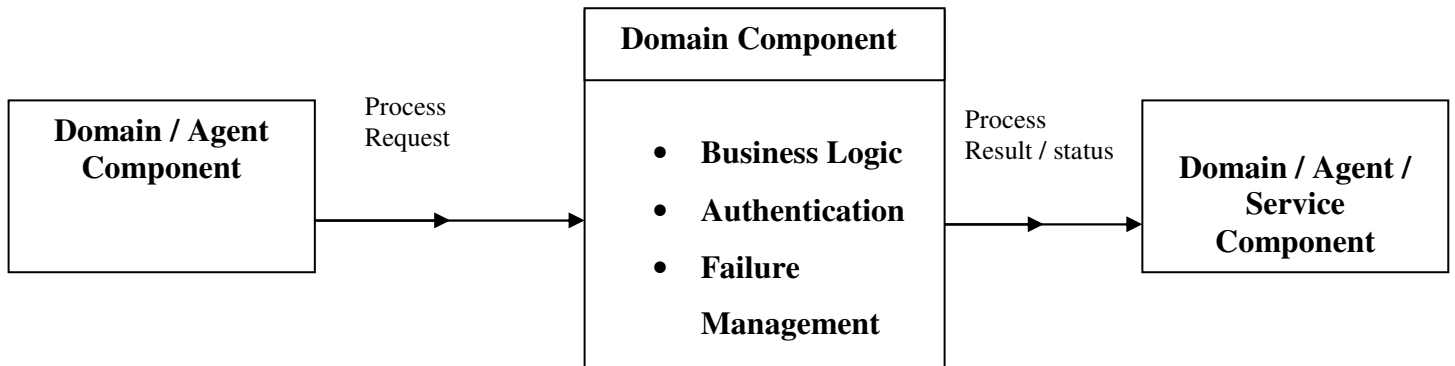 Domain / Agent
Component
Process
Request
Domain Component
• Business Logic
• Authentication
• Failure
Management
Process
Result / status
Domain / Agent /
Service
Component